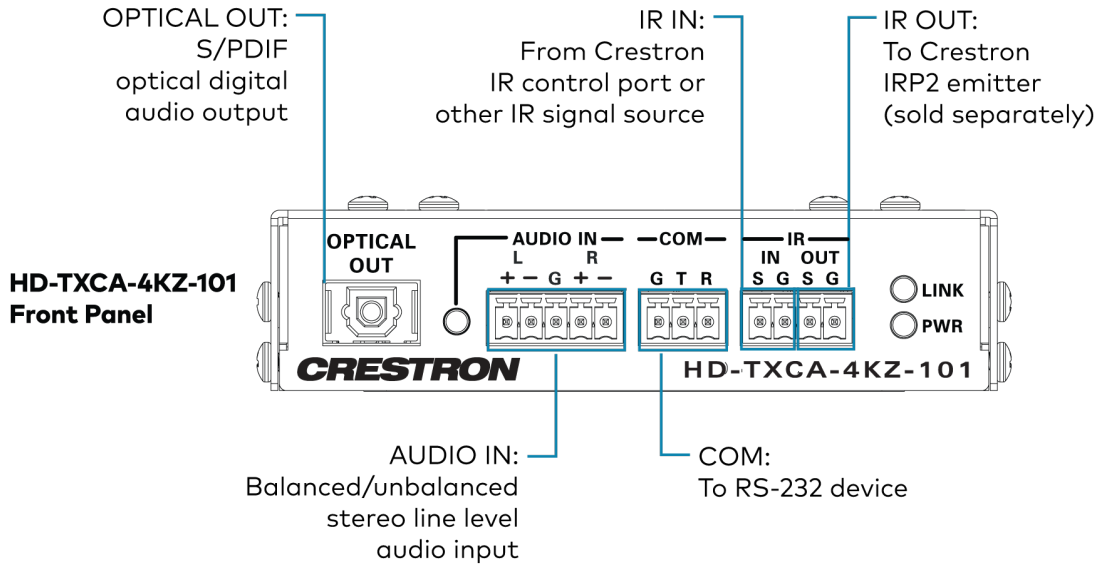 OPTICAL OUT:
S/PDIF
optical digital
audio output
IR IN:
From Crestron
IR control port or
other IR signal source
IR OUT:
To Crestron
IRP2 emitter
(sold separately)
HD-TXCA-4KZ-101
Front Panel
OPTICAL
OUT
AUDIO IN
L R
+ − G + −
COM
G T R
IR
IN OUT
S G S G
LINK
PWR
CRESTRON
HD-TXCA-4KZ-101
AUDIO IN:
Balanced/unbalanced
stereo line level
audio input
COM:
To RS-232 device